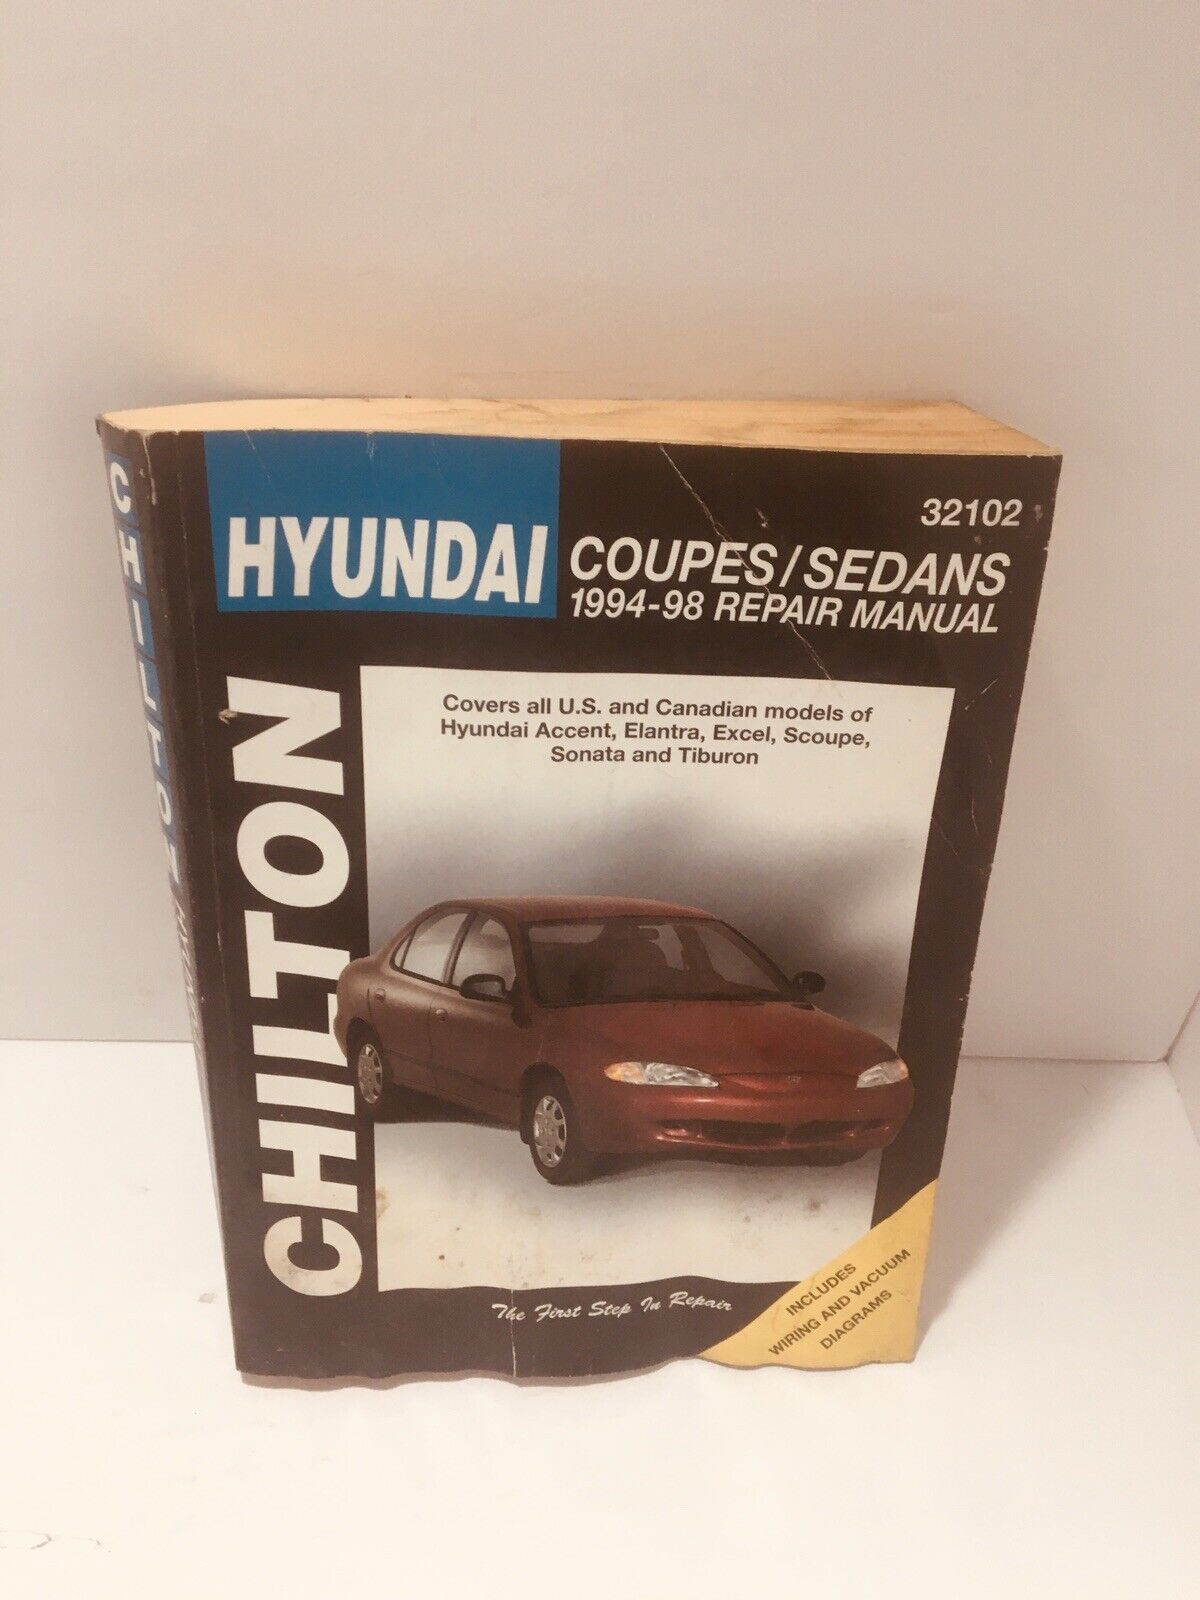 32102
HYUNDAI
COUPES/SEDANS
1994-98 REPAIR MANUAL
Covers all U.S. and Canadian models of
Hyundai Accent, Elantra, Excel, Scoupe,
Sonata and Tiburon
CHILTON
The First Step In Repair
INCLUDES
WIRING AND VACUUM
DIAGRAMS
CHILTON